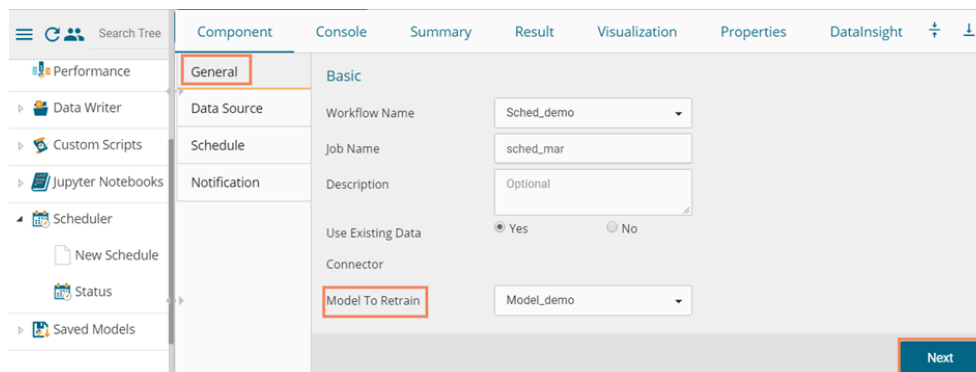 Search Tree
Component Console Summary Result Visualization Properties DataInsight
Performance
Data Writer
Custom Scripts
Jupyter Notebooks
Scheduler
New Schedule
Status
Saved Models
General
Data Source
Schedule
Notification
Basic
Workflow Name Sched_demo
Job Name sched_mar
Description Optional
Use Existing Data Yes No
Connector
Model To Retrain Model_demo
Next